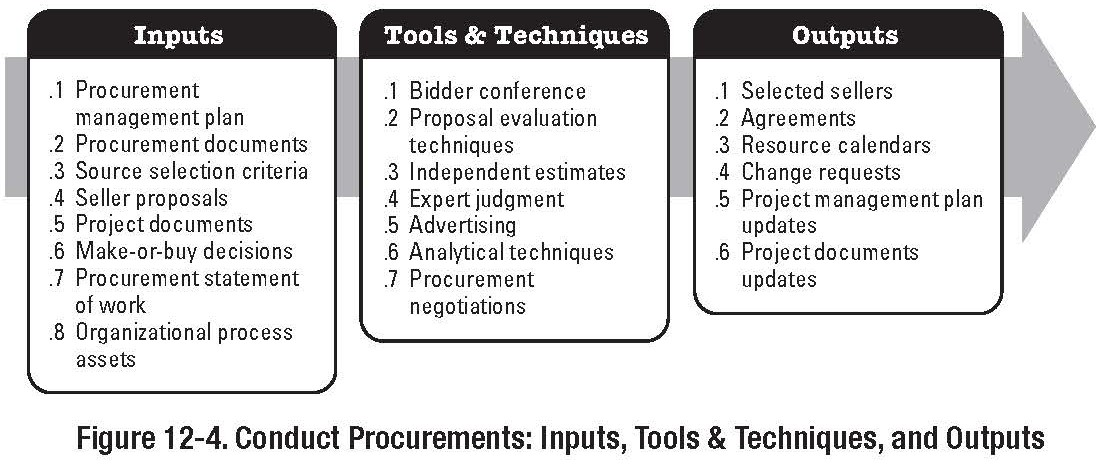 Inputs
.1 Procurement
management plan
.2 Procurement documents
.3 Source selection criteria
.4 Seller proposals
.5 Project documents
.6 Make-or-buy decisions
.7 Procurement statement
of work
.8 Organizational process
assets
Tools & Techniques
.1 Bidder conference
.2 Proposal evaluation
techniques
.3 Independent estimates
.4 Expert judgment
.5 Advertising
.6 Analytical techniques
.7 Procurement
negotiations
Outputs
.1 Selected sellers
.2 Agreements
.3 Resource calendars
.4 Change requests
.5 Project management plan
updates
.6 Project documents
updates
Figure 12-4. Conduct Procurements: Inputs, Tools & Techniques, and Outputs